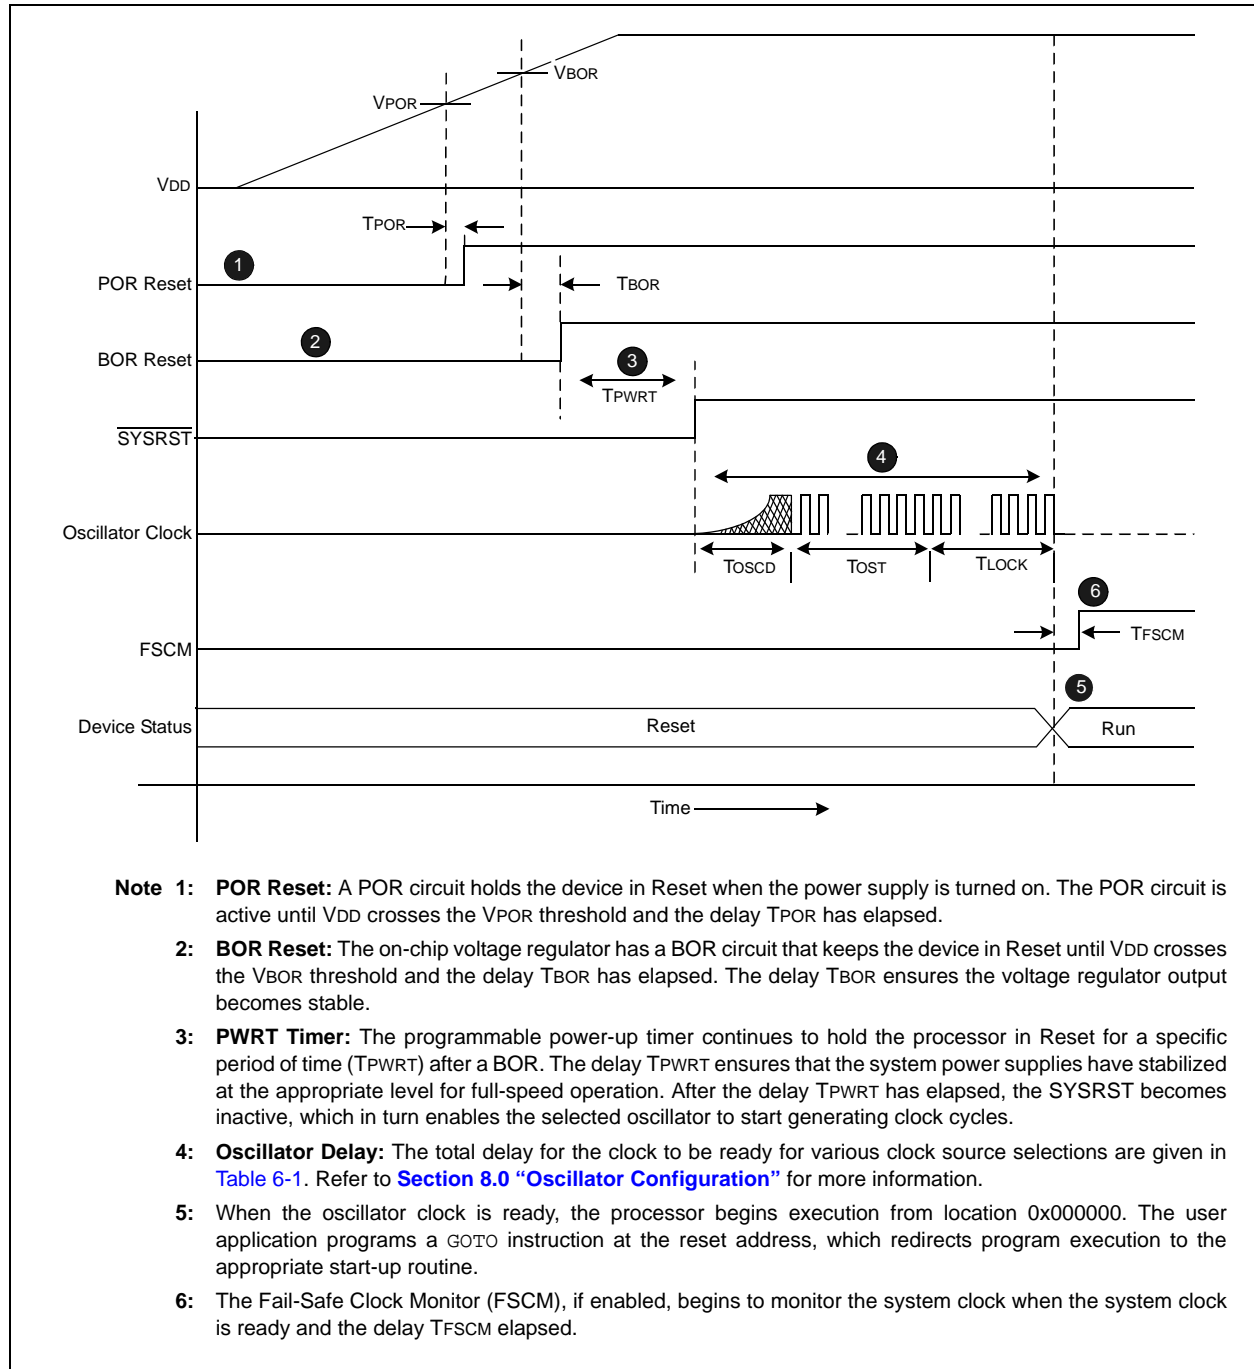 VBOR
VPOR
VDD
TPOR
1
POR Reset
TBOR
2
BOR Reset
3
TPWRT
SYSRST
4
Oscillator Clock
TOSCD
TOST
TLOCK
6
TFSCM
FSCM
5
Device Status
Reset
Run
Time
Note 1: POR Reset: A POR circuit holds the device in Reset when the power supply is turned on. The POR circuit is
active until VDD crosses the VPOR threshold and the delay TPOR has elapsed.
2: BOR Reset: The on-chip voltage regulator has a BOR circuit that keeps the device in Reset until VDD crosses
the VBOR threshold and the delay TBOR has elapsed. The delay TBOR ensures the voltage regulator output
becomes stable.
3: PWRT Timer: The programmable power-up timer continues to hold the processor in Reset for a specific
period of time (TPWRT) after a BOR. The delay TPWRT ensures that the system power supplies have stabilized
at the appropriate level for full-speed operation. After the delay TPWRT has elapsed, the SYSRST becomes
inactive, which in turn enables the selected oscillator to start generating clock cycles.
4: Oscillator Delay: The total delay for the clock to be ready for various clock source selections are given in
Table 6-1. Refer to Section 8.0 “Oscillator Configuration” for more information.
5: When the oscillator clock is ready, the processor begins execution from location 0x000000. The user
application programs a GOTO instruction at the reset address, which redirects program execution to the
appropriate start-up routine.
6: The Fail-Safe Clock Monitor (FSCM), if enabled, begins to monitor the system clock when the system clock
is ready and the delay TFSCM elapsed.